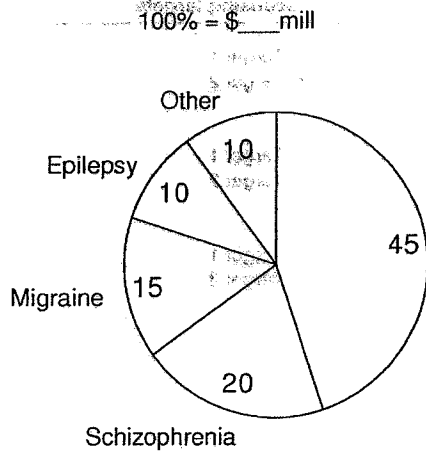 100% = $___mill
Other
10
Epilepsy
10
45
Migraine
15
20
Schizophrenia